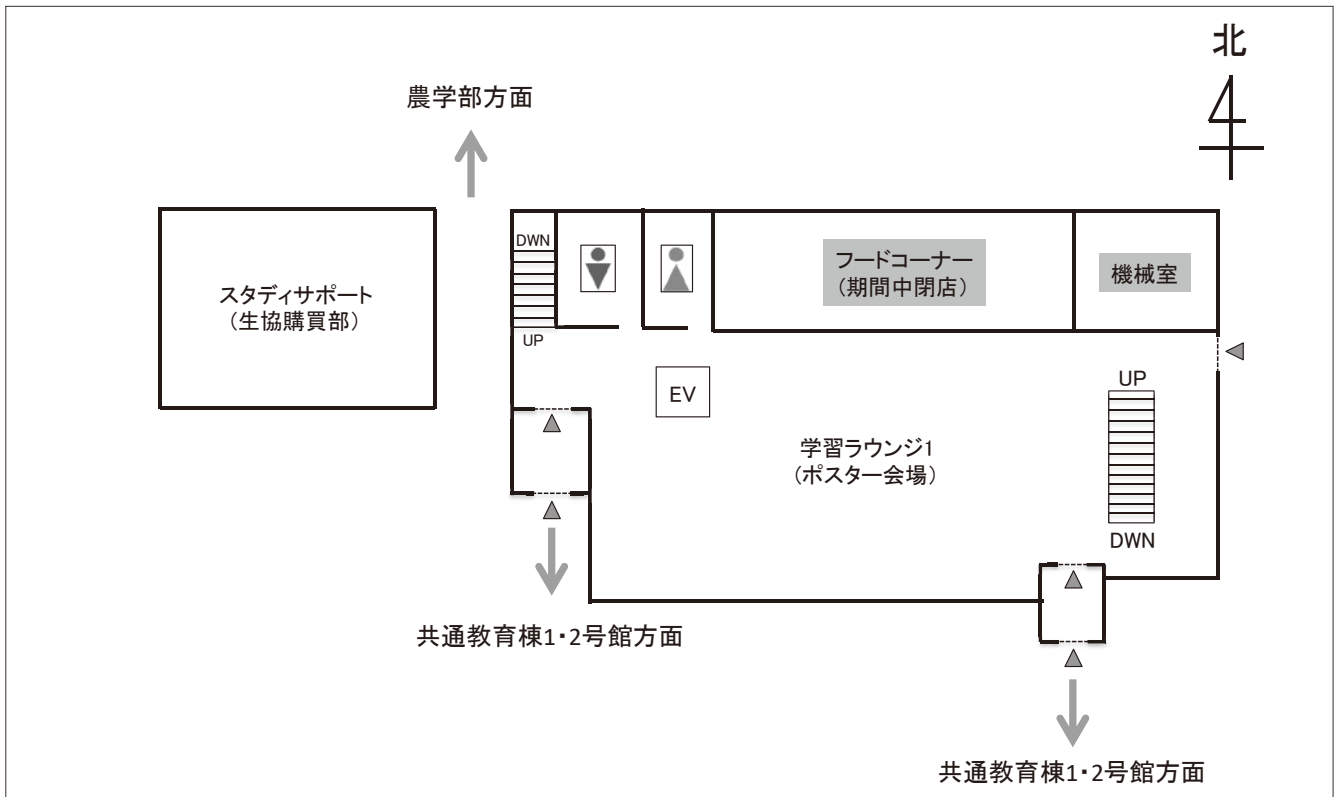 北
農学部方面
DWN
UP
スタディサポート
（生協購買部）
フードコーナー
（期間中閉店）
機械室
EV
学習ラウンジ1
（ポスター会場）
UP
DWN
共通教育棟1・2号館方面
共通教育棟1・2号館方面